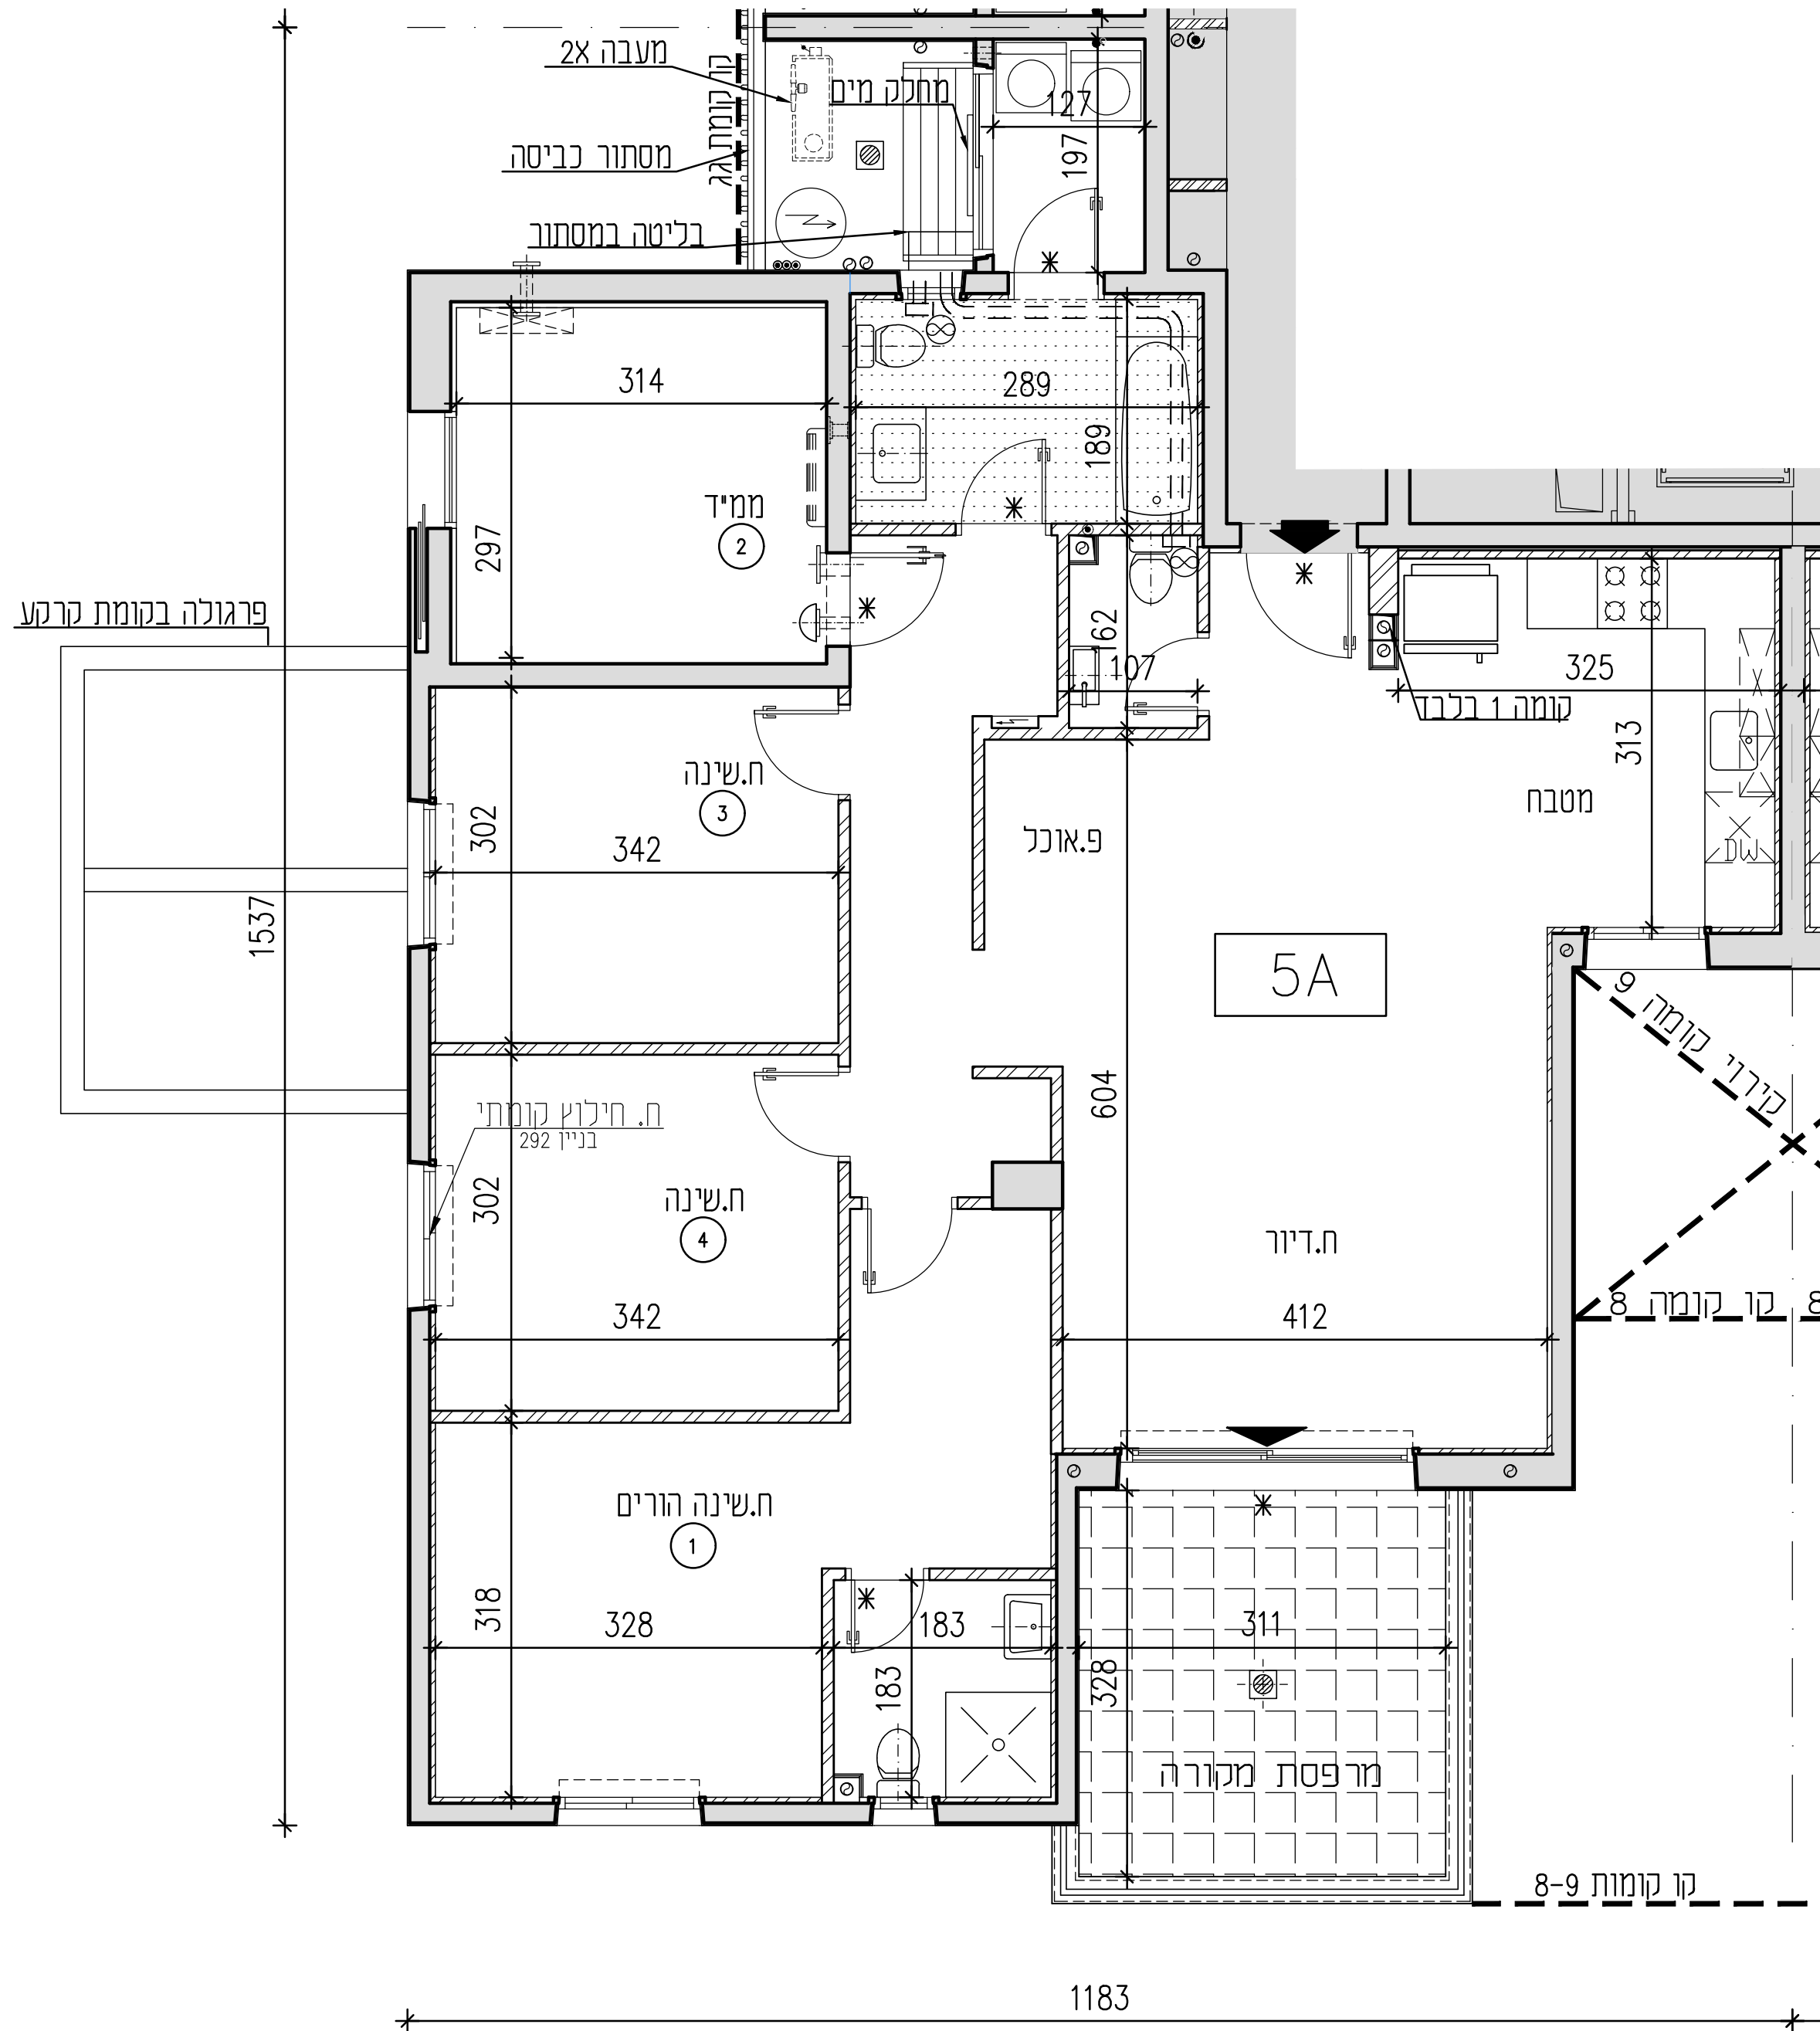 מעבה 2X
קו קומת גג
מחלק מים
127
197
מסתור כביסה
בליטה במסתור
314
289
189
297
ממ״ד
2
פרגולה בקומת קרקע
162
107
325
קומה 1 בלבד
313
ח.שינה
3
302
342
פ.אוכל
מטבח
DW
1537
5A
קירוי קומה 9
604
ח. חילוץ קומתי
בניין 292
302
ח.שינה
4
ח.דיור
342
412
קו קומה 8
8
ח.שינה הורים
1
318
328
183
183
311
328
מרפסת מקורה
קו קומות 8-9
1183